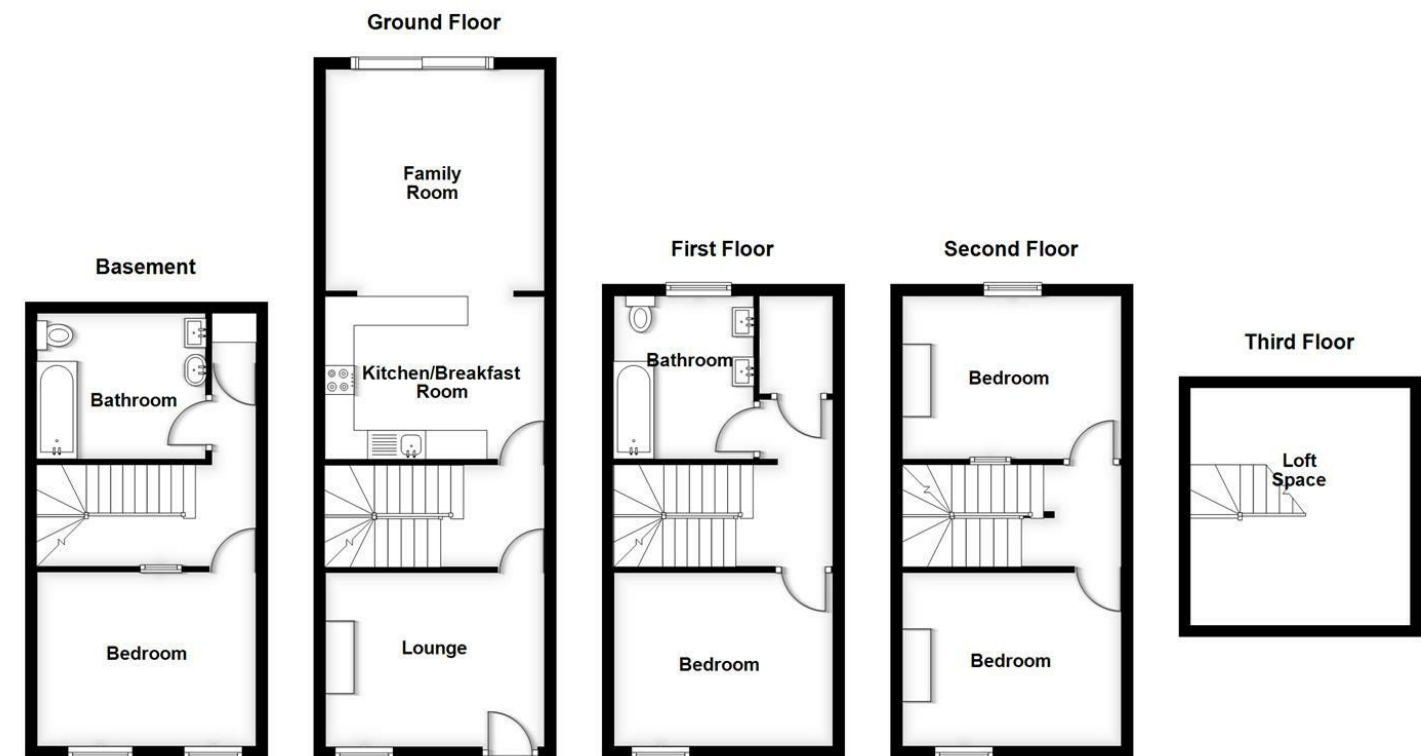 Basement
Bathroom
Bedroom
Ground Floor
Family
Room
Kitchen/Breakfast
Room
Lounge
First Floor
Bathroom
Bedroom
Second Floor
Bedroom
Bedroom
Third Floor
Loft
Space